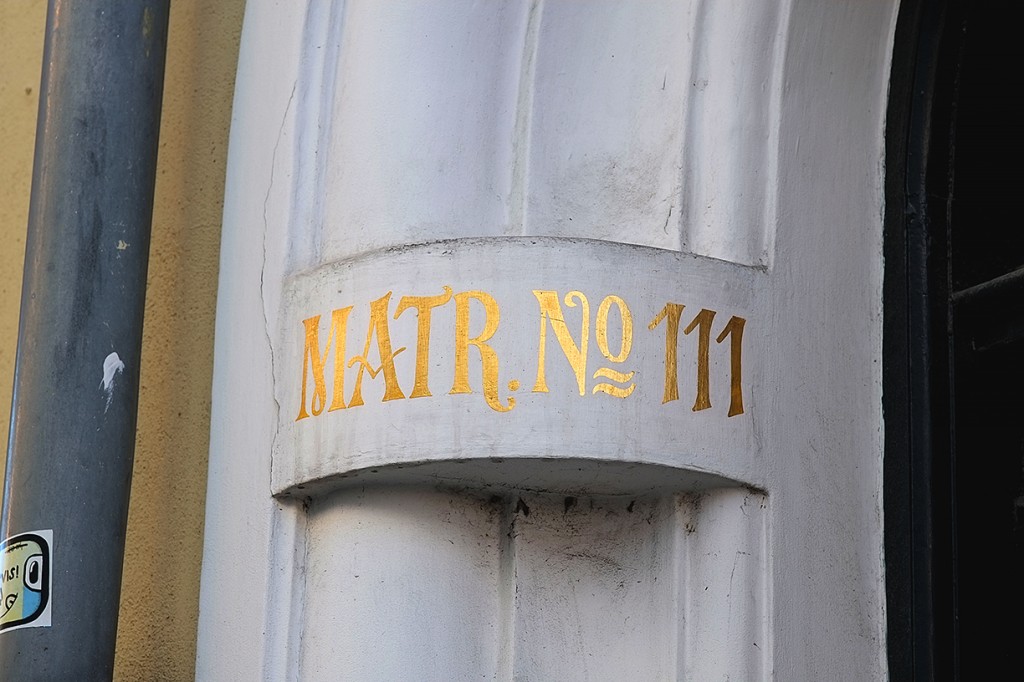 MATR. No 111